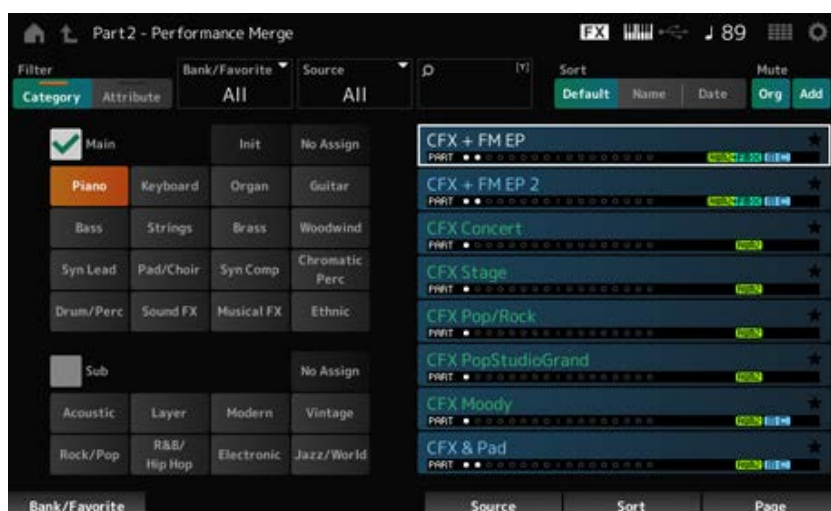 Part2 - Performance Merge
FX
♩ 89
Filter
Category Attribute
Bank/Favorite
All
Source
All
[Y]
Sort
Default Name Date
Mute
Org Add
Main Init No Assign
Piano Keyboard Organ Guitar
Bass Strings Brass Woodwind
Syn Lead Pad/Choir Syn Comp Chromatic
Perc
Drum/Perc Sound FX Musical FX Ethnic
Sub No Assign
Acoustic Layer Modern Vintage
Rock/Pop R&B/
Hip Hop Electronic Jazz/World
CFX + FM EP
PART
CFX + FM EP 2
PART
CFX Concert
PART
CFX Stage
PART
CFX Pop/Rock
PART
CFX PopStudioGrand
PART
CFX Moody
PART
CFX & Pad
PART
Bank/Favorite Source Sort Page